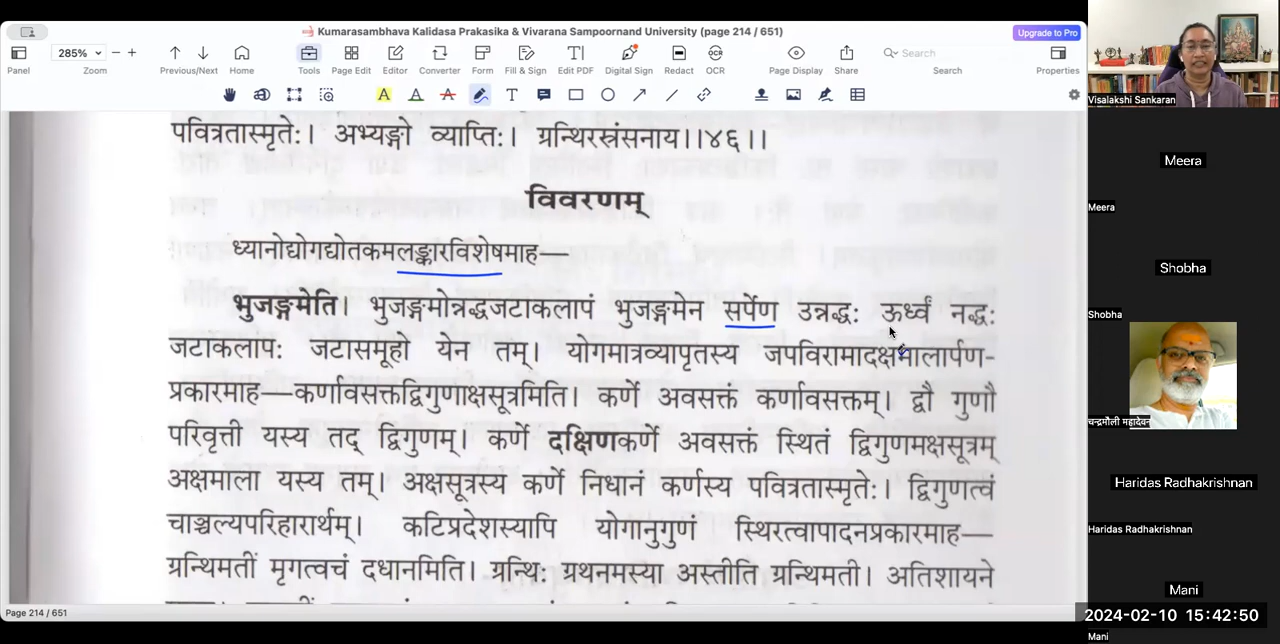 Kumarasambhava Kalidasa Prakasika & Vivarana Sampoornand University (page 214 / 651)
Upgrade to Pro
285%
Panel Zoom Previous/Next Home Tools Page Edit Editor Converter Form Fill & Sign Edit PDF Digital Sign Redact OCR Page Display Share Search Properties
Search
पवित्रतास्मृतेः। अभ्यङ्गो व्याप्तिः। ग्रन्थिरस्रंसनाय।।४६।।
विवरणम्
ध्यानोद्योगद्योतकमलङ्कारविशेषमाह—
भुजङ्गमेति। भुजङ्गमोन्नद्धजटाकलापं भुजङ्गमेन सर्पेण उन्नद्धः ऊर्ध्वं नद्धः
जटाकलापः जटासमूहो येन तम्। योगमात्रव्यापृतस्य जपविरामादक्षमालार्पण-
प्रकारमाह—कर्णावसक्तद्विगुणाक्षसूत्रमिति। कर्णे अवसक्तं कर्णावसक्तम्। द्वौ गुणौ
परिवृत्ती यस्य तद् द्विगुणम्। कर्णे दक्षिणकर्णे अवसक्तं स्थितं द्विगुणमक्षसूत्रम्
अक्षमाला यस्य तम्। अक्षसूत्रस्य कर्णे निधानं कर्णस्य पवित्रतास्मृतेः। द्विगुणत्वं
चाञ्चल्यपरिहारार्थम्। कटिप्रदेशस्यापि योगानुगुणं स्थिरत्वापादनप्रकारमाह—
ग्रन्थिमतीं मृगत्वचं दधानमिति। ग्रन्थिः ग्रथनमस्या अस्तीति ग्रन्थिमती। अतिशायने
Page 214 / 651
Visalakshi Sankaran
Meera
Meera
Shobha
Shobha
चन्द्रमौली महादेवन
Haridas Radhakrishnan
Haridas Radhakrishnan
Mani
2024-02-10 15:42:50
Mani